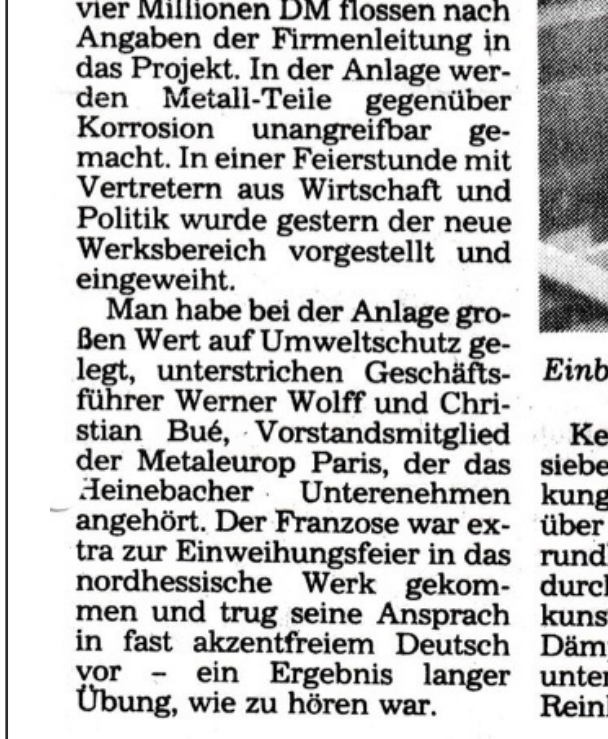 vier Millionen DM flossen nach
Angaben der Firmenleitung in
das Projekt. In der Anlage wer-
den Metall-Teile gegenüber
Korrosion unangreifbar ge-
macht. In einer Feierstunde mit
Vertretern aus Wirtschaft und
Politik wurde gestern der neue
Werksbereich vorgestellt und
eingeweiht.
Man habe bei der Anlage gro-
ßen Wert auf Umweltschutz ge-
legt, unterstrichen Geschäfts-
führer Werner Wolff und Chri-
stian Bué, Vorstandsmitglied
der Metaleurop Paris, der das
Heinebacher Unterenehmen
angehört. Der Franzose war ex-
tra zur Einweihungsfeier in das
nordhessische Werk gekom-
men und trug seine Ansprach
in fast akzentfreiem Deutsch
vor – ein Ergebnis langer
Übung, wie zu hören war.
Einb
Ke
siebe
kung
über
rund
durch
kuns
Däm
unter
Rein